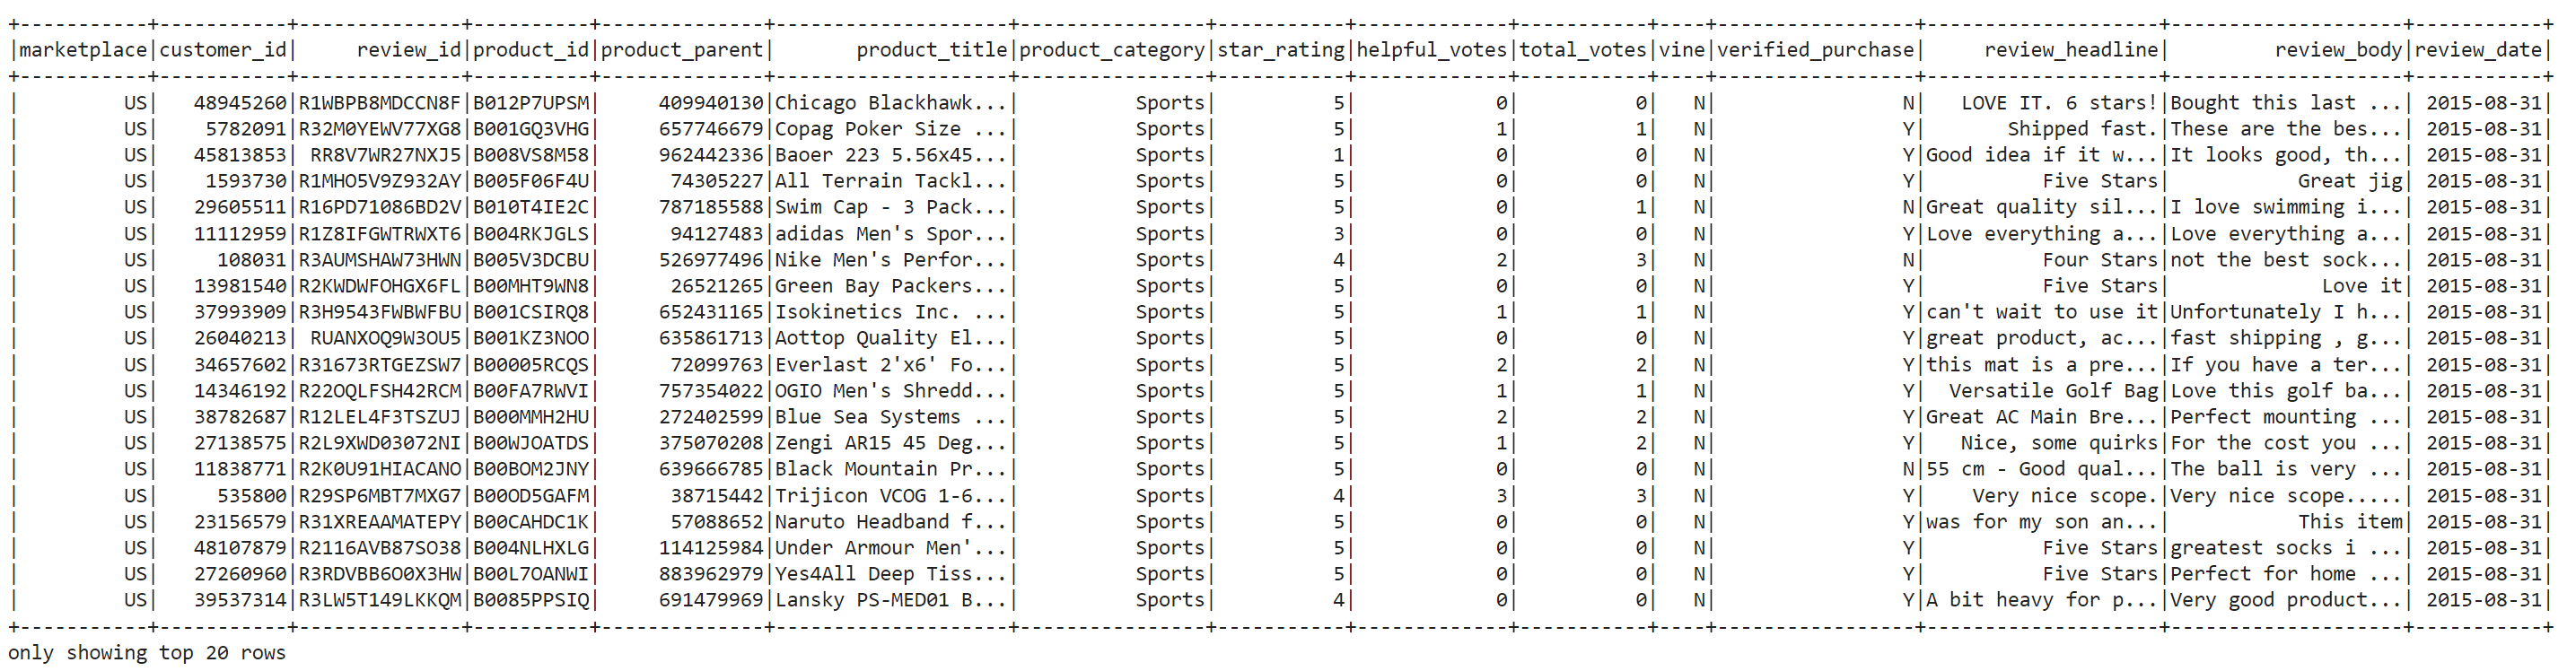 +-----------+-----------+--------------+----------+--------------+--------------------+----------------+-----------+-------------+-----------+----+-----------------+--------------------+--------------------+-----------+
|marketplace|customer_id|     review_id|product_id|product_parent|       product_title|product_category|star_rating|helpful_votes|total_votes|vine|verified_purchase|     review_headline|         review_body|review_date|
+-----------+-----------+--------------+----------+--------------+--------------------+----------------+-----------+-------------+-----------+----+-----------------+--------------------+--------------------+-----------+
|         US|   48945260|R1WBPB8MDCCN8F|B012P7UPSM|     409940130|Chicago Blackhawk...|          Sports|          5|            0|          0|   N|                N|   LOVE IT. 6 stars!|Bought this last ...| 2015-08-31|
|         US|    5782091|R32M0YEWV77XG8|B001GQ3VHG|     657746679|Copag Poker Size ...|          Sports|          5|            1|          1|   N|                Y|       Shipped fast.|These are the bes...| 2015-08-31|
|         US|   45813853| RR8V7WR27NXJ5|B008VS8M58|     962442336|Baoer 223 5.56x45...|          Sports|          1|            0|          0|   N|                Y|Good idea if it w...|It looks good, th...| 2015-08-31|
|         US|    1593730|R1MHO5V9Z932AY|B005F06F4U|      74305227|All Terrain Tackl...|          Sports|          5|            0|          0|   N|                Y|          Five Stars|           Great jig| 2015-08-31|
|         US|   29605511|R16PD71086BD2V|B010T4IE2C|     787185588|Swim Cap - 3 Pack...|          Sports|          5|            0|          1|   N|                N|Great quality sil...|I love swimming i...| 2015-08-31|
|         US|   11112959|R1Z8IFGWTRWXT6|B004RKJGLS|      94127483|adidas Men's Spor...|          Sports|          3|            0|          0|   N|                Y|Love everything a...|Love everything a...| 2015-08-31|
|         US|     108031|R3AUMSHAW73HWN|B005V3DCBU|     526977496|Nike Men's Perfor...|          Sports|          4|            2|          3|   N|                N|          Four Stars|not the best sock...| 2015-08-31|
|         US|   13981540|R2KWDWFOHGX6FL|B00MHT9WN8|      26521265|Green Bay Packers...|          Sports|          5|            0|          0|   N|                Y|          Five Stars|             Love it| 2015-08-31|
|         US|   37993909|R3H9543FWBWFBU|B001CSIRQ8|     652431165|Isokinetics Inc. ...|          Sports|          5|            1|          1|   N|                Y|can't wait to use it|Unfortunately I h...| 2015-08-31|
|         US|   26040213| RUANXOQ9W3OU5|B001KZ3NOO|     635861713|Aottop Quality El...|          Sports|          5|            0|          0|   N|                Y|great product, ac...|fast shipping , g...| 2015-08-31|
|         US|   34657602|R31673RTGEZSW7|B00005RCQS|      72099763|Everlast 2'x6' Fo...|          Sports|          5|            2|          2|   N|                Y|this mat is a pre...|If you have a ter...| 2015-08-31|
|         US|   14346192|R22OQLFSH42RCM|B00FA7RWVI|     757354022|OGIO Men's Shredd...|          Sports|          5|            1|          1|   N|                Y|  Versatile Golf Bag|Love this golf ba...| 2015-08-31|
|         US|   38782687|R12LEL4F3TSZUJ|B000MMH2HU|     272402599|Blue Sea Systems ...|          Sports|          5|            2|          2|   N|                Y|Great AC Main Bre...|Perfect mounting ...| 2015-08-31|
|         US|   27138575|R2L9XWD03072NI|B00WJOATDS|     375070208|Zengi AR15 45 Deg...|          Sports|          5|            1|          2|   N|                Y|   Nice, some quirks|For the cost you ...| 2015-08-31|
|         US|   11838771|R2K0U91HIACANO|B00BOM2JNY|     639666785|Black Mountain Pr...|          Sports|          5|            0|          0|   N|                N|55 cm - Good qual...|The ball is very ...| 2015-08-31|
|         US|     535800|R29SP6MBT7MXG7|B00OD5GAFM|      38715442|Trijicon VCOG 1-6...|          Sports|          4|            3|          3|   N|                Y|    Very nice scope.|Very nice scope.....| 2015-08-31|
|         US|   23156579|R31XREAAMATEPY|B00CAHDC1K|      57088652|Naruto Headband f...|          Sports|          5|            0|          0|   N|                Y|was for my son an...|           This item| 2015-08-31|
|         US|   48107879|R2116AVB87SO38|B004NLHXLG|     114125984|Under Armour Men'...|          Sports|          5|            0|          0|   N|                Y|          Five Stars|greatest socks i ...| 2015-08-31|
|         US|   27260960|R3RDVBB6O0X3HW|B00L7OANWI|     883962979|Yes4All Deep Tiss...|          Sports|          5|            0|          0|   N|                Y|          Five Stars|Perfect for home ...| 2015-08-31|
|         US|   39537314|R3LW5T149LKKQM|B0085PPSIQ|     691479969|Lansky PS-MED01 B...|          Sports|          4|            0|          0|   N|                Y|A bit heavy for p...|Very good product...| 2015-08-31|
+-----------+-----------+--------------+----------+--------------+--------------------+----------------+-----------+-------------+-----------+----+-----------------+--------------------+--------------------+-----------+
only showing top 20 rows